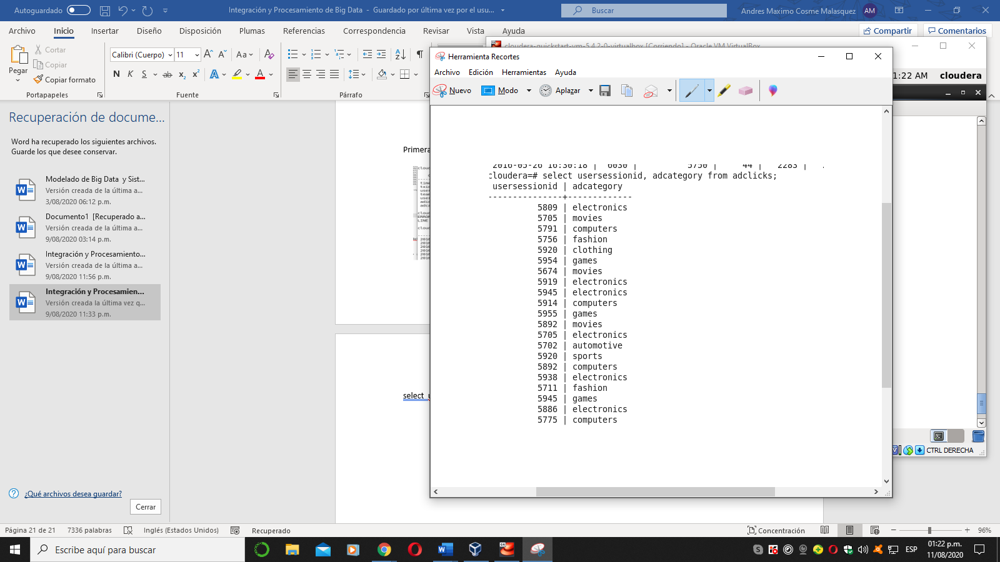 Autoguardado
Integración y Procesamiento de Big Data - Guardado por última vez por el usu...
Buscar
Andres Maximo Cosme Malasquez
AM
Archivo Inicio Insertar Diseño Disposición Plumas Referencias Correspondencia Revisar Vista Ayuda
Compartir
Comentarios
Pegar
Cortar
Copiar
Copiar formato
Portapapeles
Calibri (Cuerpo) 11
N K S
Fuente
Párrafo
cloudera-quickstart-vm-5.4.2-0-virtualbox [Corriendo] - Oracle VM VirtualBox
1:22 AM cloudera
Herramienta Recortes
Archivo Edición Herramientas Ayuda
Nuevo Modo Aplazar
2016-05-26 16:30:18 | 6030 | 5750 | 44 | 2283 |
cloudera=# select usersessionid, adcategory from adclicks;
usersessionid | adcategory
---------------+-------------
5809 | electronics
5705 | movies
5791 | computers
5756 | fashion
5920 | clothing
5954 | games
5674 | movies
5919 | electronics
5945 | electronics
5914 | computers
5955 | games
5892 | movies
5705 | electronics
5702 | automotive
5920 | sports
5892 | computers
5938 | electronics
5711 | fashion
5945 | games
5886 | electronics
5775 | computers
CTRL DERECHA
Recuperación de docume...
Word ha recuperado los siguientes archivos.
Guarde los que desee conservar.
Modelado de Big Data y Sist...
Versión creada de la última a...
3/08/2020 06:12 p.m.
Documento1 [Recuperado a...
Versión creada de la última a...
9/08/2020 03:14 p.m.
Integración y Procesamiento...
Versión creada de la última a...
9/08/2020 11:56 p.m.
Integración y Procesamien...
Versión creada la última vez q...
9/08/2020 11:33 p.m.
¿Qué archivos desea guardar?
Cerrar
Primera
select u
Página 21 de 21
7336 palabras
Inglés (Estados Unidos)
Recuperado
Concentración
96%
Escribe aquí para buscar
ESP
01:22 p.m.
11/08/2020